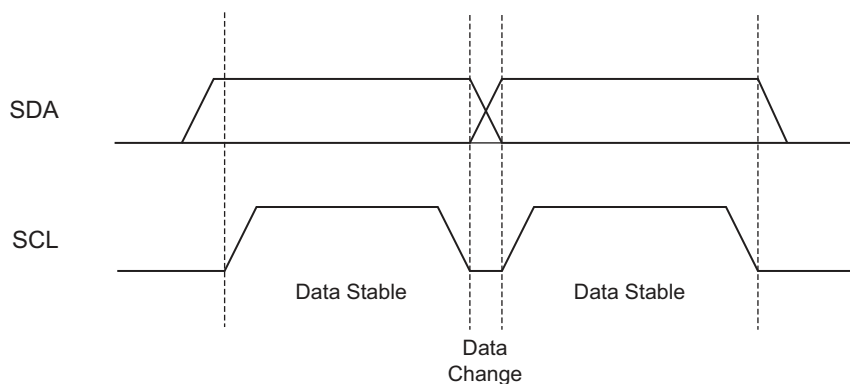 SDA
SCL
Data Stable
Data Stable
Data
Change